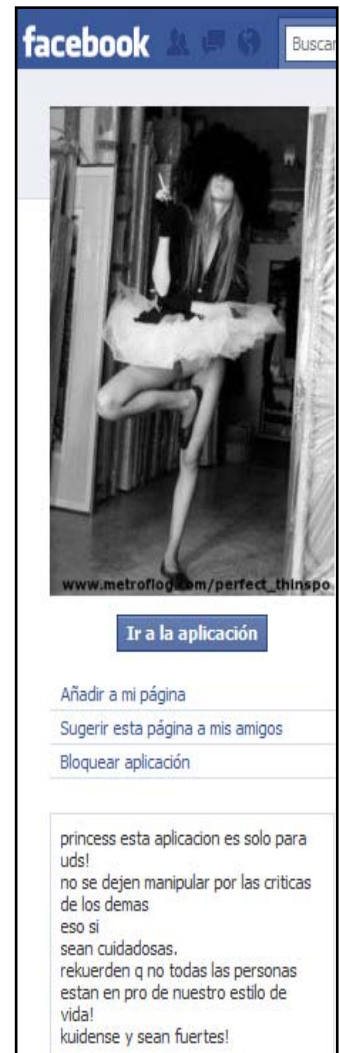 facebook
Buscar
www.metroflog.com/perfect_thinspo
Ir a la aplicación
Añadir a mi página
Sugerir esta página a mis amigos
Bloquear aplicación
princess esta aplicacion es solo para
uds!
no se dejen manipular por las criticas
de los demas
eso si
sean cuidadosas.
rekuerden q no todas las personas
estan en pro de nuestro estilo de
vida!
kuidense y sean fuertes!